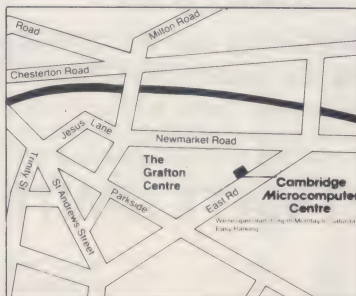 Road
Milton Road
Chesterton Road
Jesus Lane
Newmarket Road
Trinity St
The
Grafton
Centre
St Andrews Street
Parkside
East Rd
Cambridge
Microcomputer
Centre
Easy Parking